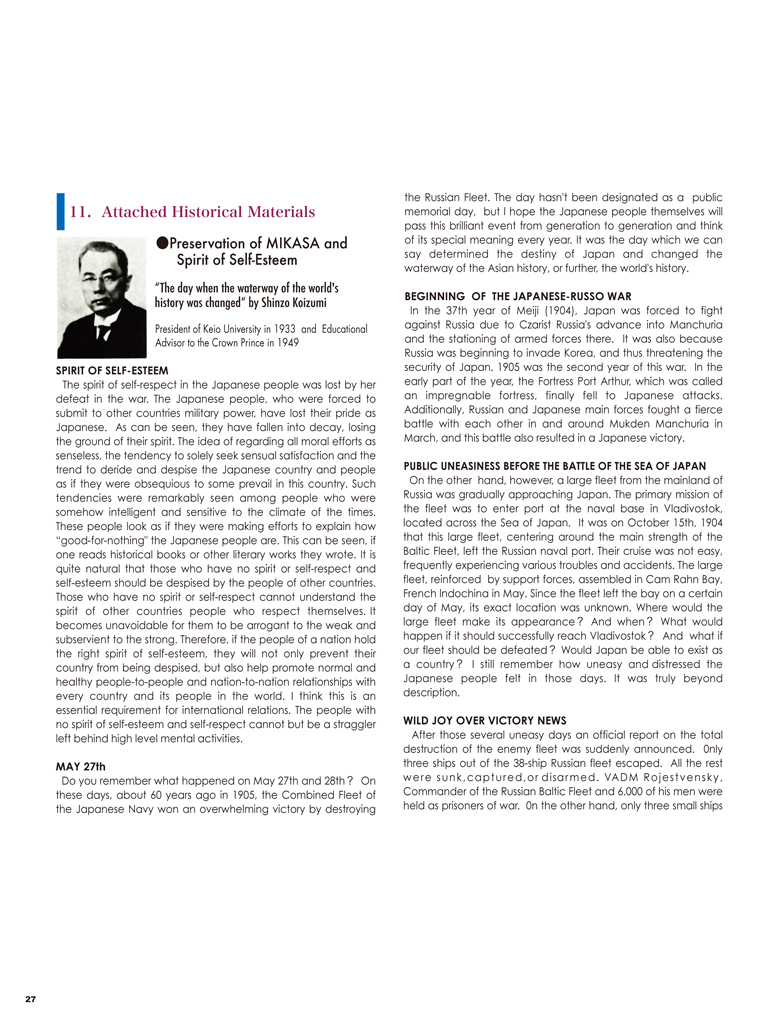 11. Attached Historical Materials
●Preservation of MIKASA and
Spirit of Self-Esteem
“The day when the waterway of the world's
history was changed” by Shinzo Koizumi
President of Keio University in 1933 and Educational
Advisor to the Crown Prince in 1949
SPIRIT OF SELF-ESTEEM
The spirit of self-respect in the Japanese people was lost by her
defeat in the war. The Japanese people, who were forced to
submit to other countries military power, have lost their pride as
Japanese. As can be seen, they have fallen into decay, losing
the ground of their spirit. The idea of regarding all moral efforts as
senseless, the tendency to solely seek sensual satisfaction and the
trend to deride and despise the Japanese country and people
as if they were obsequious to some prevail in this country. Such
tendencies were remarkably seen among people who were
somehow intelligent and sensitive to the climate of the times.
These people look as if they were making efforts to explain how
“good-for-nothing" the Japanese people are. This can be seen, if
one reads historical books or other literary works they wrote. It is
quite natural that those who have no spirit or self-respect and
self-esteem should be despised by the people of other countries.
Those who have no spirit or self-respect cannot understand the
spirit of other countries people who respect themselves. It
becomes unavoidable for them to be arrogant to the weak and
subservient to the strong. Therefore, if the people of a nation hold
the right spirit of self-esteem, they will not only prevent their
country from being despised, but also help promote normal and
healthy people-to-people and nation-to-nation relationships with
every country and its people in the world. I think this is an
essential requirement for international relations. The people with
no spirit of self-esteem and self-respect cannot but be a straggler
left behind high level mental activities.
MAY 27th
Do you remember what happened on May 27th and 28th？ On
these days, about 60 years ago in 1905, the Combined Fleet of
the Japanese Navy won an overwhelming victory by destroying
the Russian Fleet. The day hasn't been designated as a public
memorial day, but I hope the Japanese people themselves will
pass this brilliant event from generation to generation and think
of its special meaning every year. It was the day which we can
say determined the destiny of Japan and changed the
waterway of the Asian history, or further, the world's history.
BEGINNING OF THE JAPANESE-RUSSO WAR
In the 37th year of Meiji (1904), Japan was forced to fight
against Russia due to Czarist Russia's advance into Manchuria
and the stationing of armed forces there. It was also because
Russia was beginning to invade Korea, and thus threatening the
security of Japan. 1905 was the second year of this war. In the
early part of the year, the Fortress Port Arthur, which was called
an impregnable fortress, finally fell to Japanese attacks.
Additionally, Russian and Japanese main forces fought a fierce
battle with each other in and around Mukden Manchuria in
March, and this battle also resulted in a Japanese victory.
PUBLIC UNEASINESS BEFORE THE BATTLE OF THE SEA OF JAPAN
On the other hand, however, a large fleet from the mainland of
Russia was gradually approaching Japan. The primary mission of
the fleet was to enter port at the naval base in Vladivostok,
located across the Sea of Japan. It was on October 15th, 1904
that this large fleet, centering around the main strength of the
Baltic Fleet, left the Russian naval port. Their cruise was not easy,
frequently experiencing various troubles and accidents. The large
fleet, reinforced by support forces, assembled in Cam Rahn Bay,
French Indochina in May. Since the fleet left the bay on a certain
day of May, its exact location was unknown. Where would the
large fleet make its appearance？ And when？ What would
happen if it should successfully reach Vladivostok？ And what if
our fleet should be defeated？ Would Japan be able to exist as
a country？ I still remember how uneasy and distressed the
Japanese people felt in those days. It was truly beyond
description.
WILD JOY OVER VICTORY NEWS
After those several uneasy days an official report on the total
destruction of the enemy fleet was suddenly announced. 0nly
three ships out of the 38-ship Russian fleet escaped. All the rest
were sunk,captured,or disarmed. VADM Rojestvensky,
Commander of the Russian Baltic Fleet and 6,000 of his men were
held as prisoners of war. 0n the other hand, only three small ships
27